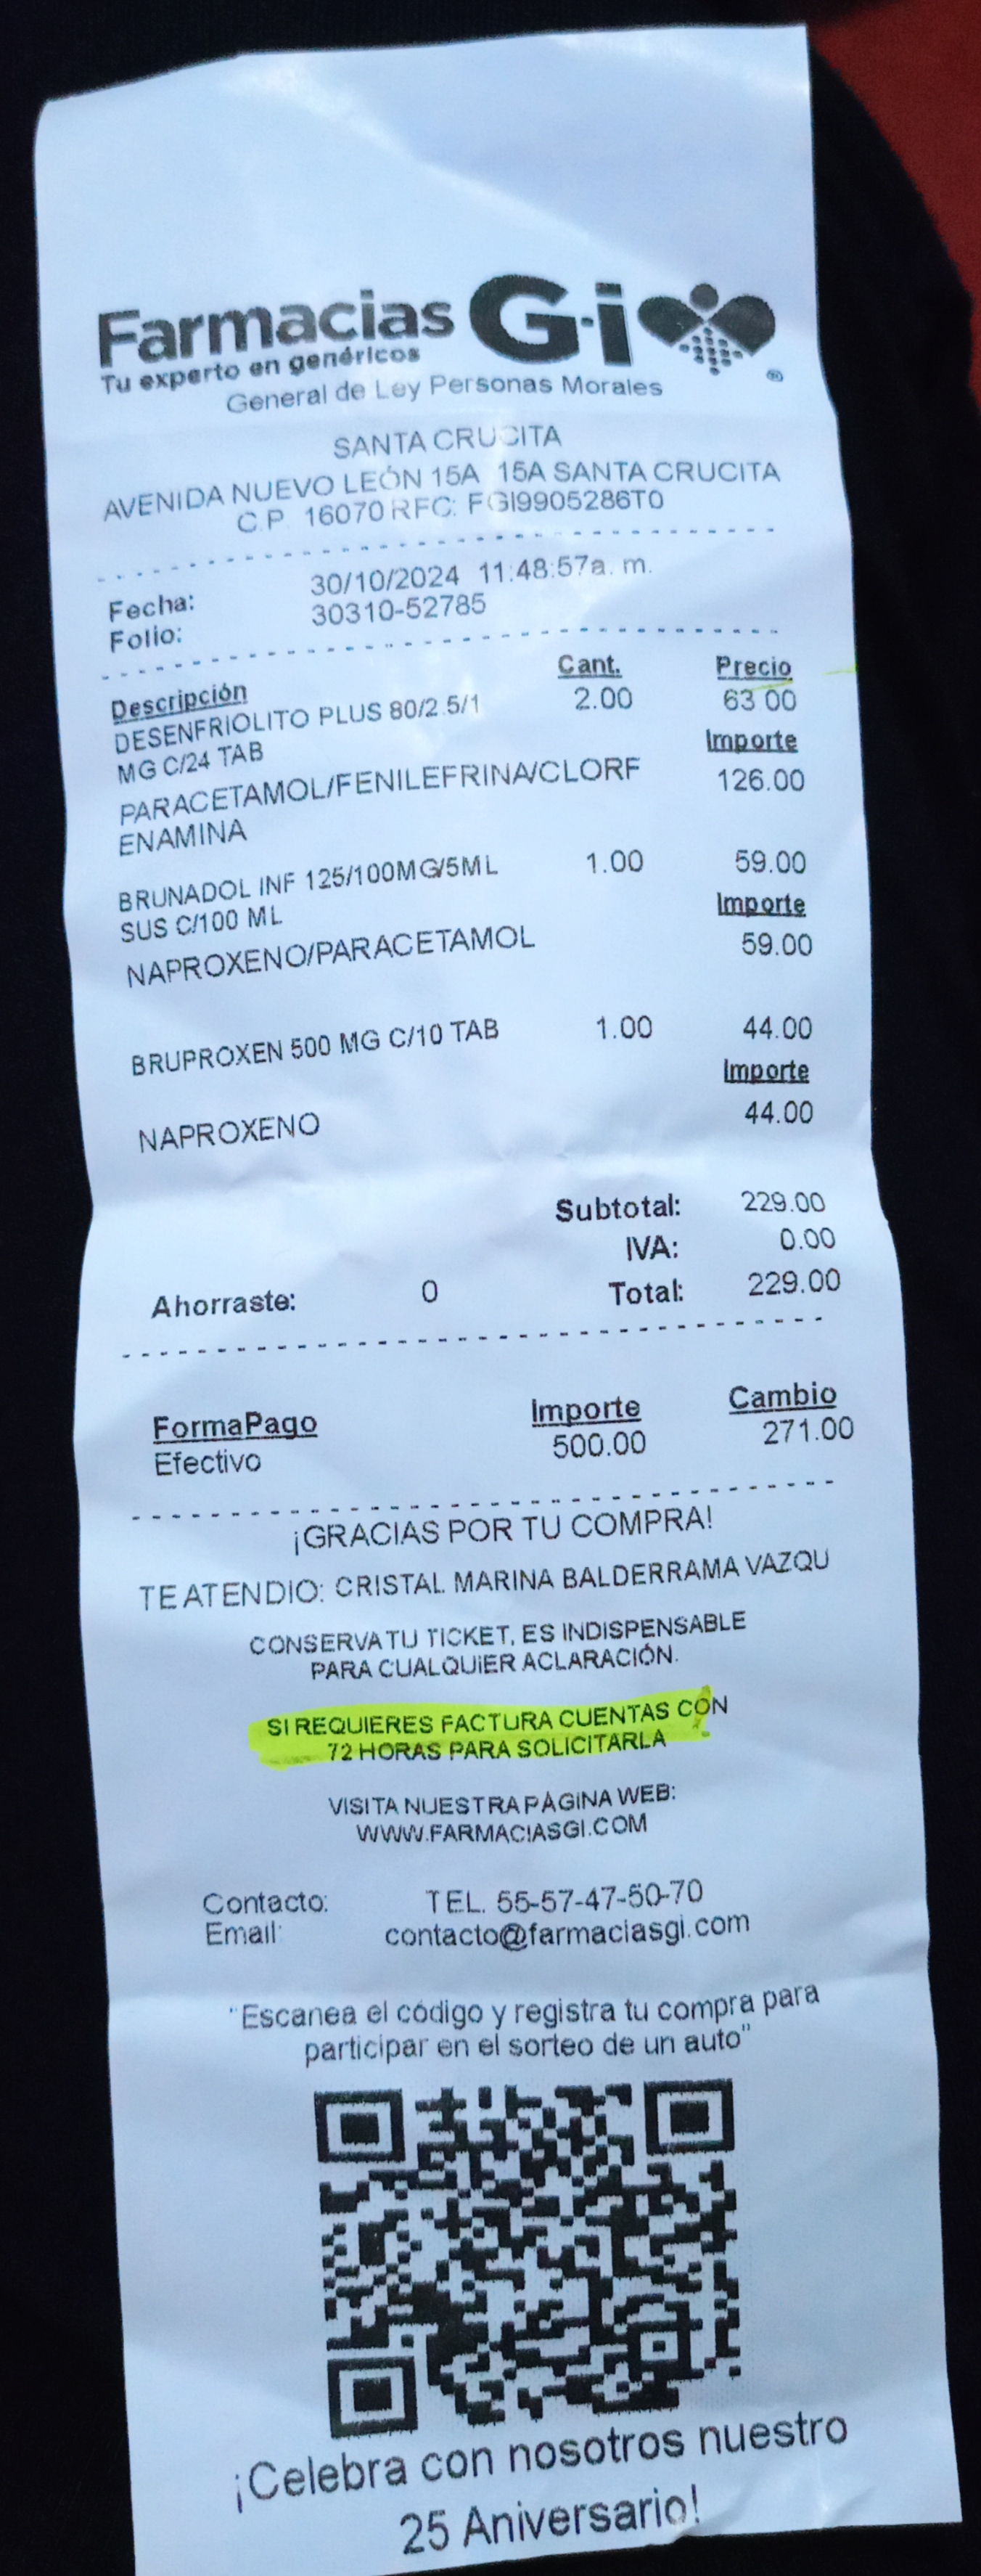 Farmacias G·i
Tu experto en genéricos
®
General de Ley Personas Morales
SANTA CRUCITA
AVENIDA NUEVO LEÓN 15A 15A SANTA CRUCITA
C.P. 16070 RFC: FGI9905286T0
Fecha: 30/10/2024 11:48:57a. m.
Folio: 30310-52785
Descripción Cant. Precio
DESENFRIOLITO PLUS 80/2.5/1 2.00 63.00
MG C/24 TAB Importe
PARACETAMOL/FENILEFRINA/CLORF 126.00
ENAMINA
BRUNADOL INF 125/100MG/5ML 1.00 59.00
SUS C/100 ML Importe
NAPROXENO/PARACETAMOL 59.00
BRUPROXEN 500 MG C/10 TAB 1.00 44.00
Importe
NAPROXENO 44.00
Subtotal: 229.00
IVA: 0.00
Ahorraste: 0 Total: 229.00
FormaPago Importe Cambio
Efectivo 500.00 271.00
¡GRACIAS POR TU COMPRA!
TE ATENDIO: CRISTAL MARINA BALDERRAMA VAZQU
CONSERVA TU TICKET, ES INDISPENSABLE
PARA CUALQUIER ACLARACIÓN.
SI REQUIERES FACTURA CUENTAS CON
72 HORAS PARA SOLICITARLA
VISITA NUESTRA PÁGINA WEB:
WWW.FARMACIASGI.COM
Contacto: TEL. 55-57-47-50-70
Email: contacto@farmaciasgi.com
"Escanea el código y registra tu compra para
participar en el sorteo de un auto"
¡Celebra con nosotros nuestro
25 Aniversario!